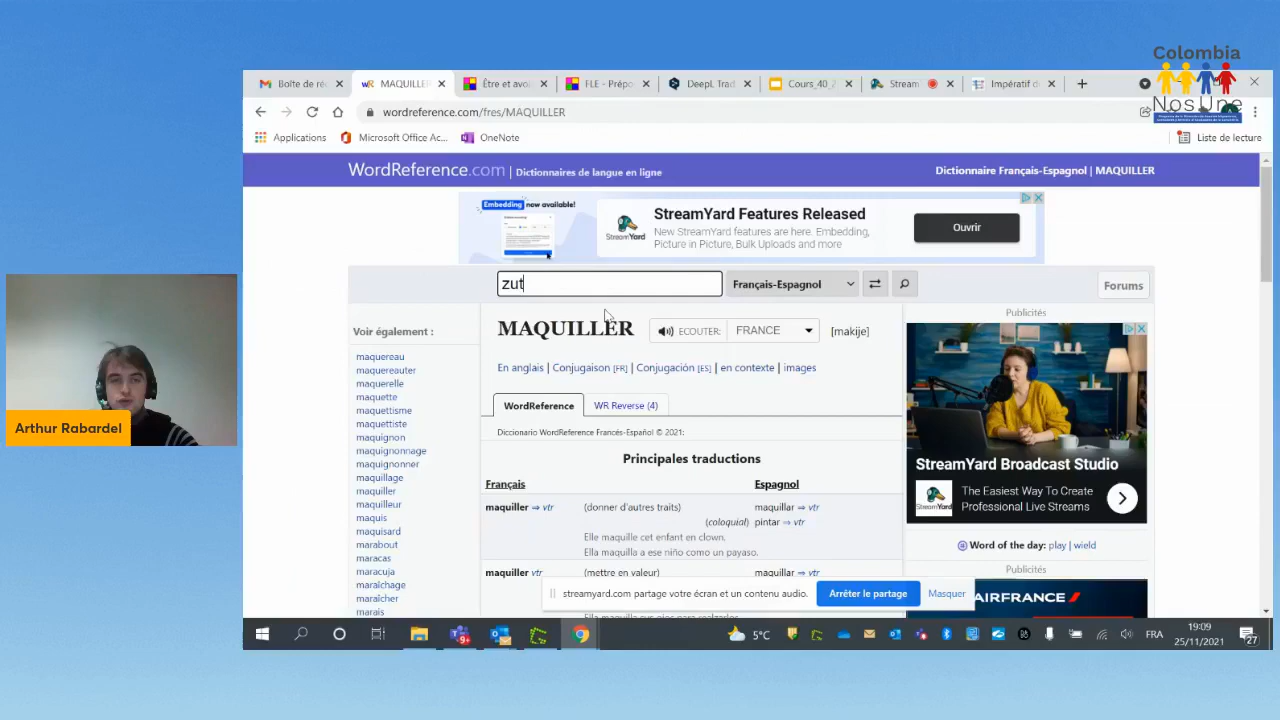 Colombia
NosUne
Boîte de ré
MAQUILLER
Être et avoi
FLE - Prépo
DeepL Trad
Cours_40_2
Stream
Impératif d
wordreference.com/fres/MAQUILLER
Applications
Microsoft Office Ac...
OneNote
Liste de lecture
WordReference.com | Dictionnaires de langue en ligne
Dictionnaire Français-Espagnol | MAQUILLER
Embedding now available!
StreamYard Features Released
New StreamYard features are here. Embedding,
Picture in Picture, Bulk Uploads and more
Ouvrir
zut
Français-Espagnol
Forums
Voir également :
maquereau
maquereauter
maquerelle
maquette
maquettisme
maquettiste
maquignon
maquignonnage
maquignonner
maquillage
maquiller
maquilleur
maquis
maquisard
marabout
maracas
maracuja
maraîchage
maraîcher
marais
MAQUILLER
ECOUTER:
FRANCE
[makije]
En anglais | Conjugaison [FR] | Conjugación [ES] | en contexte | images
WordReference
WR Reverse (4)
Diccionario WordReference Francés-Español © 2021:
Principales traductions
Français
Espagnol
maquiller ⇒ vtr
(donner d'autres traits)
maquillar ⇒ vtr
(coloquial) pintar ⇒ vtr
Elle maquille cet enfant en clown.
Ella maquilla a ese niño como un payaso.
maquiller vtr
(mettre en valeur)
maquillar ⇒ vtr
Publicités
StreamYard Broadcast Studio
The Easiest Way To Create
Professional Live Streams
Word of the day: play | wield
Publicités
AIRFRANCE
streamyard.com partage votre écran et un contenu audio.
Arrêter le partage
Masquer
Arthur Rabardel
5°C
FRA
19:09
25/11/2021
27